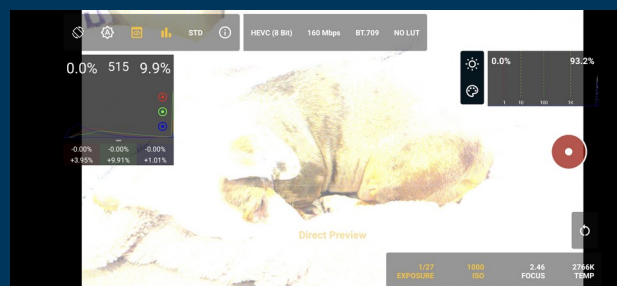 STD
HEVC (8 Bit) 160 Mbps BT.709 NO LUT
0.0% 515 9.9%
0.0% 93.2%
1 10 100 1K
-0.00% -0.00% -0.00%
+3.95% +9.91% +1.01%
Direct Preview
1/27 1000 2.46 2766K
EXPOSURE ISO FOCUS TEMP